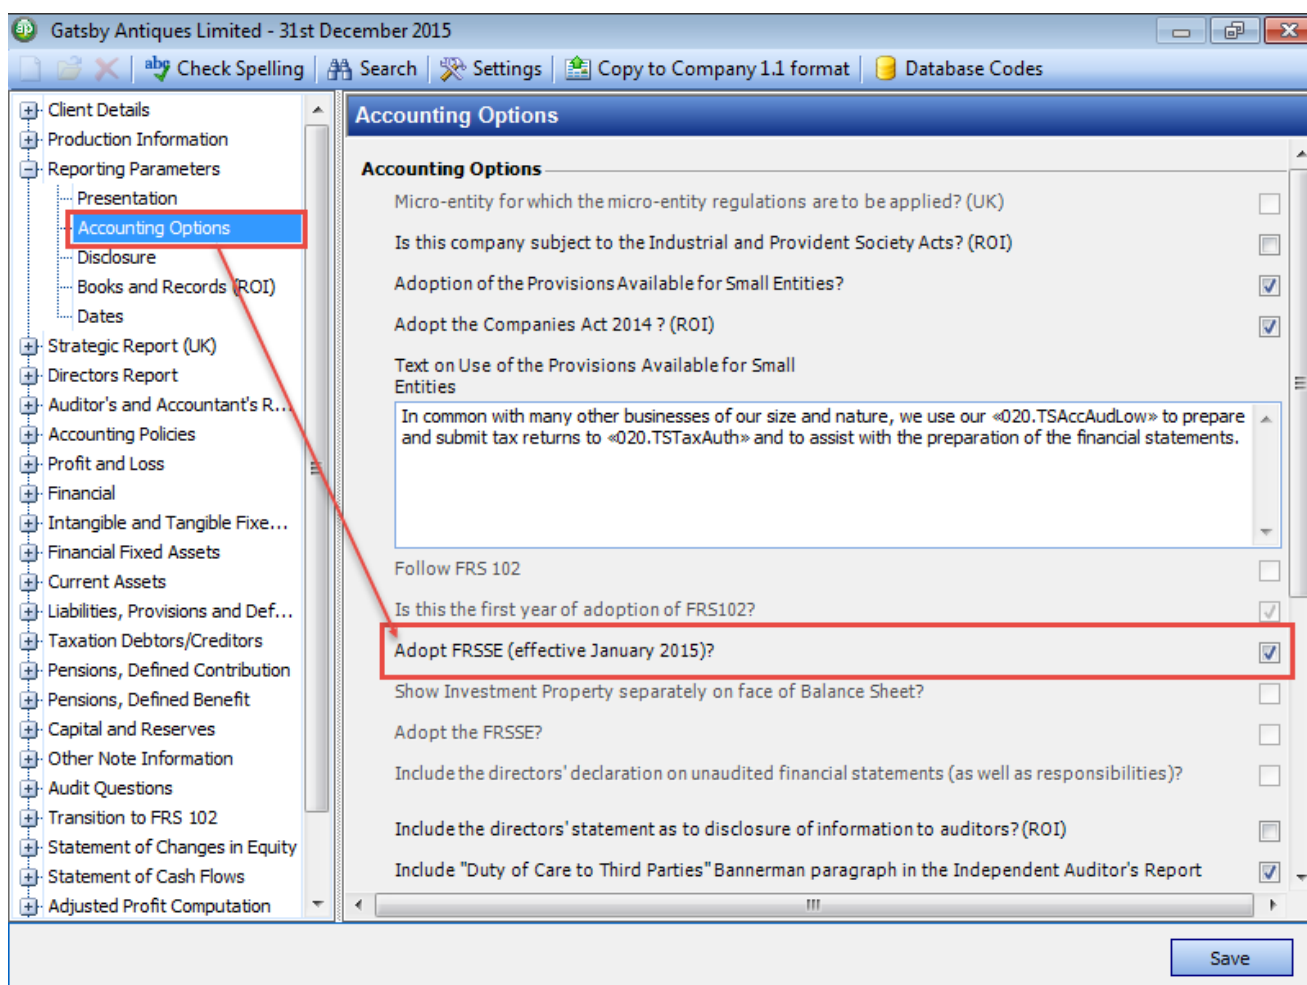 Gatsby Antiques Limited - 31st December 2015
abc Check Spelling Search Settings Copy to Company 1.1 format Database Codes
Client Details
Production Information
Reporting Parameters
Presentation
Accounting Options
Disclosure
Books and Records (ROI)
Dates
Strategic Report (UK)
Directors Report
Auditor's and Accountant's R...
Accounting Policies
Profit and Loss
Financial
Intangible and Tangible Fixe...
Financial Fixed Assets
Current Assets
Liabilities, Provisions and Def...
Taxation Debtors/Creditors
Pensions, Defined Contribution
Pensions, Defined Benefit
Capital and Reserves
Other Note Information
Audit Questions
Transition to FRS 102
Statement of Changes in Equity
Statement of Cash Flows
Adjusted Profit Computation
Accounting Options
Accounting Options
Micro-entity for which the micro-entity regulations are to be applied? (UK)
Is this company subject to the Industrial and Provident Society Acts? (ROI)
Adoption of the Provisions Available for Small Entities?
Adopt the Companies Act 2014 ? (ROI)
Text on Use of the Provisions Available for Small
Entities
In common with many other businesses of our size and nature, we use our «020.TSAccAudLow» to prepare
and submit tax returns to «020.TSTaxAuth» and to assist with the preparation of the financial statements.
Follow FRS 102
Is this the first year of adoption of FRS102?
Adopt FRSSE (effective January 2015)?
Show Investment Property separately on face of Balance Sheet?
Adopt the FRSSE?
Include the directors' declaration on unaudited financial statements (as well as responsibilities)?
Include the directors' statement as to disclosure of information to auditors? (ROI)
Include "Duty of Care to Third Parties" Bannerman paragraph in the Independent Auditor's Report
Save